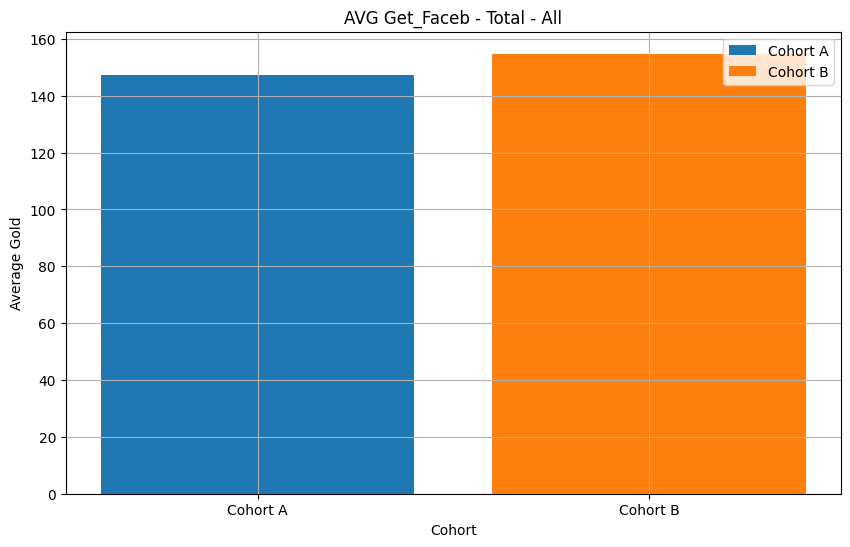 AVG Get_Faceb - Total - All
Cohort A
Cohort B
160
140
120
100
80
60
40
20
0
Average Gold
Cohort A
Cohort B
Cohort